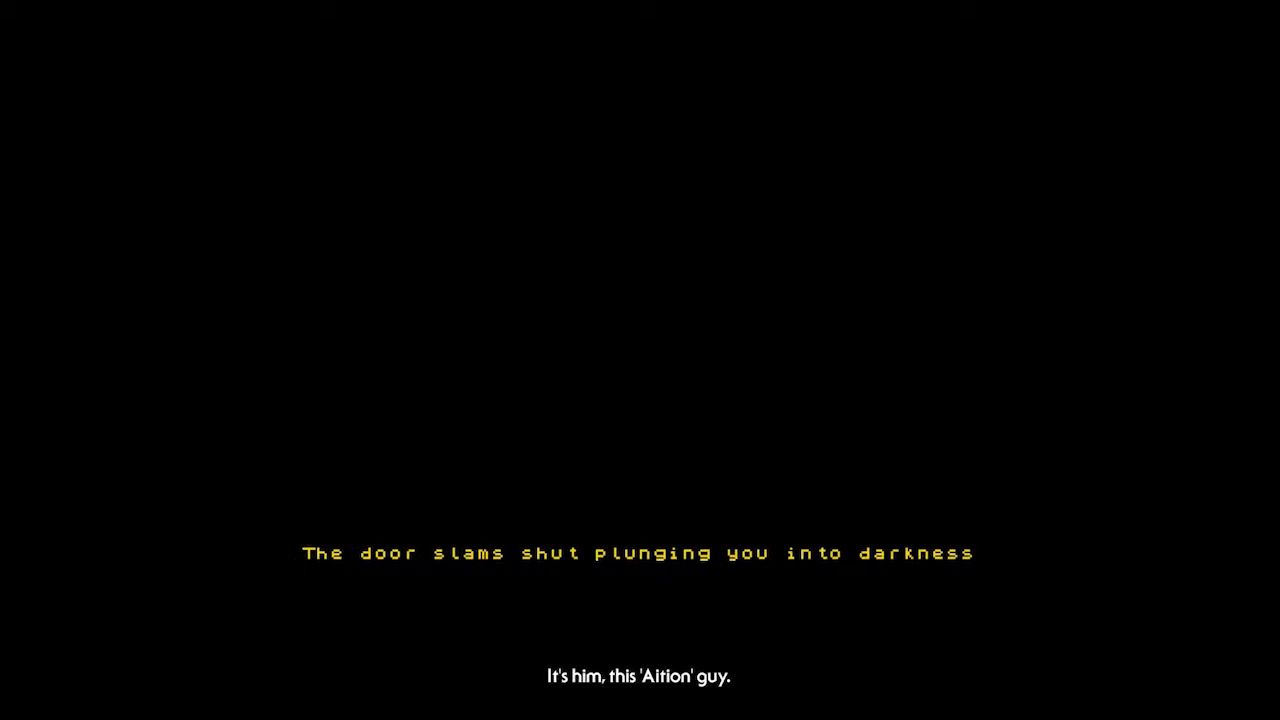 The door slams shut plunging you into darkness
It's him, this 'Aition' guy.